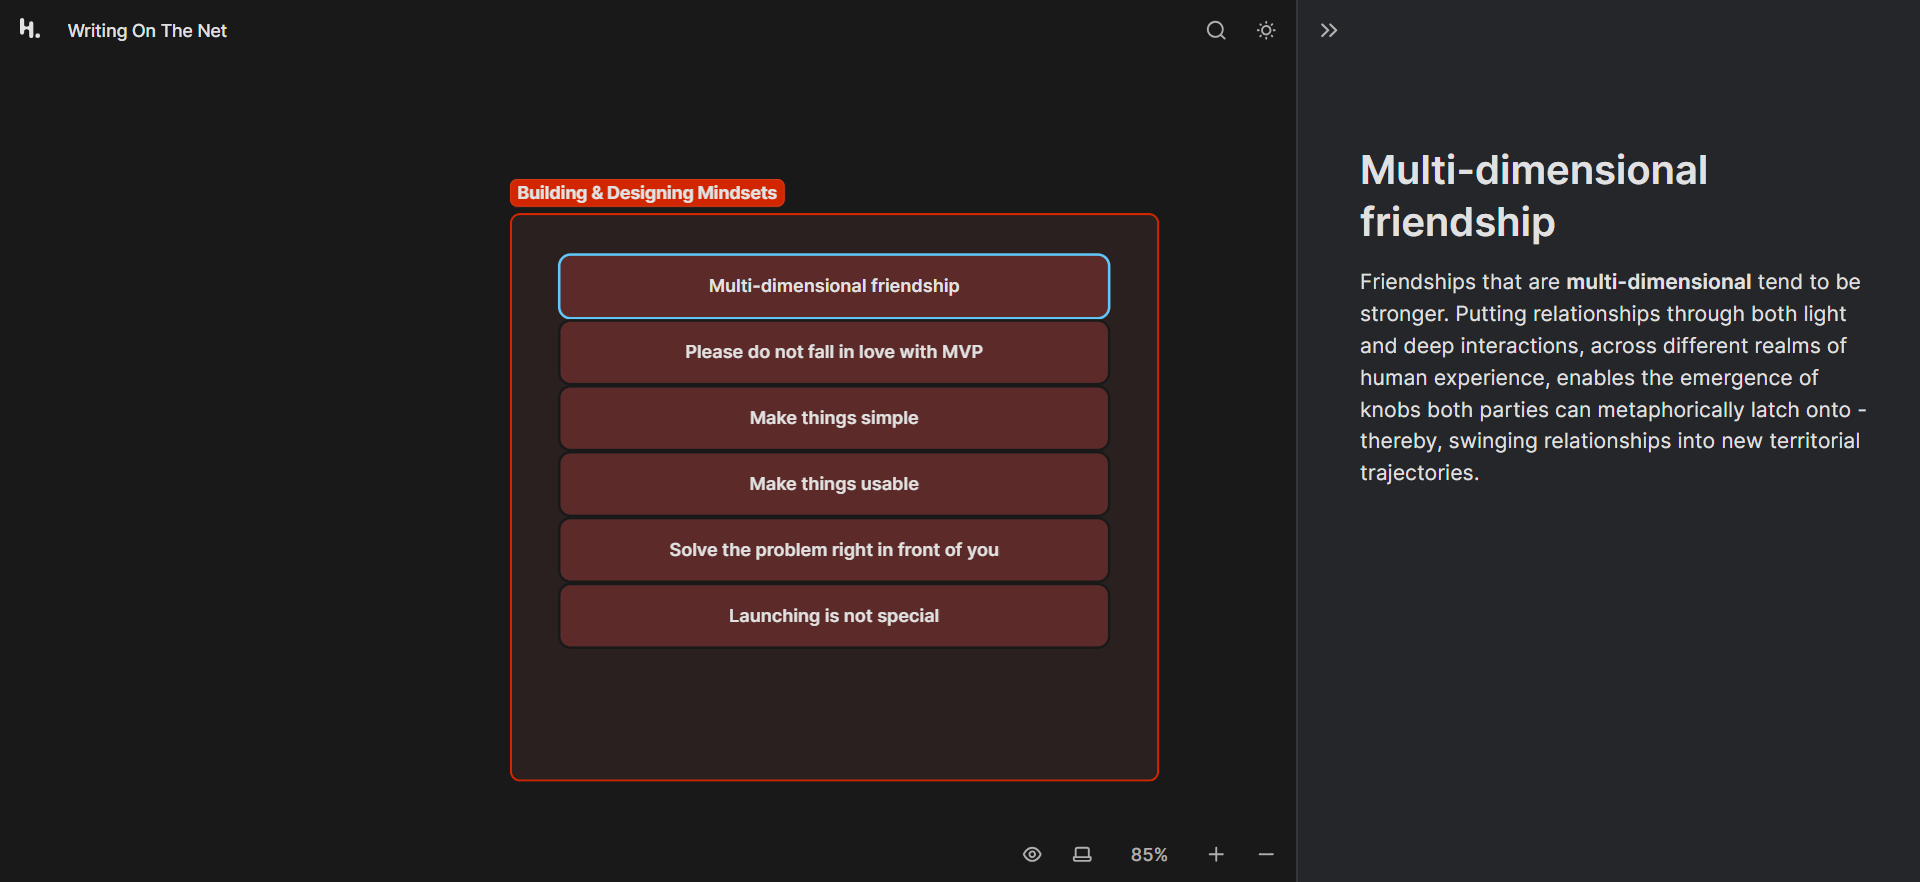 H.
Writing On The Net
Building & Designing Mindsets
Multi-dimensional friendship
Please do not fall in love with MVP
Make things simple
Make things usable
Solve the problem right in front of you
Launching is not special
85%
Multi-dimensional
friendship
Friendships that are multi-dimensional tend to be
stronger. Putting relationships through both light
and deep interactions, across different realms of
human experience, enables the emergence of
knobs both parties can metaphorically latch onto -
thereby, swinging relationships into new territorial
trajectories.